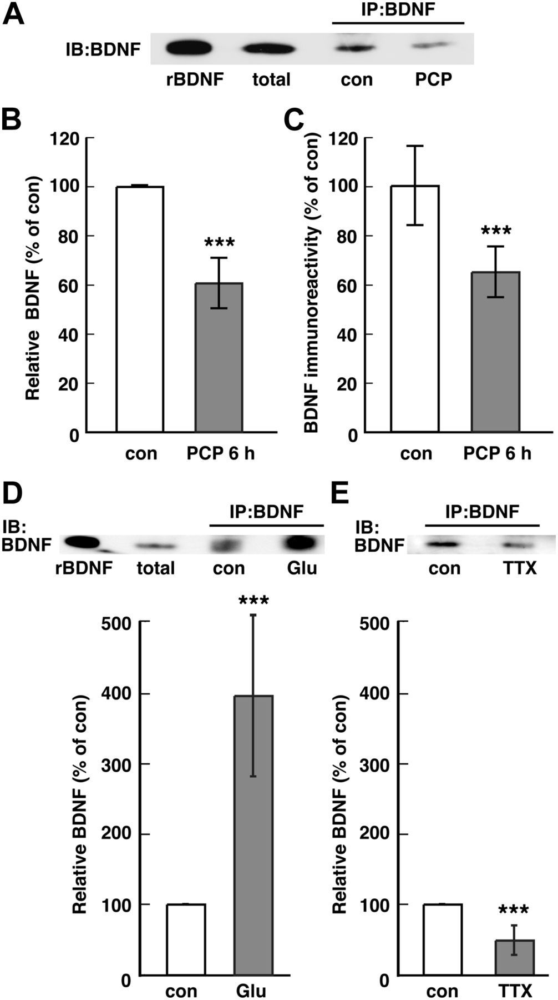 A
IP:BDNF
IB:BDNF
rBDNF total con PCP
B
Relative BDNF (% of con)
120
100
80
60
40
20
0
***
con PCP 6 h
C
BDNF immunoreactivity (% of con)
120
100
80
60
40
20
0
***
con PCP 6 h
D
IP:BDNF
IB:
BDNF
rBDNF total con Glu
***
Relative BDNF (% of con)
500
400
300
200
100
0
con Glu
E
IP:BDNF
IB:
BDNF
con TTX
Relative BDNF (% of con)
500
400
300
200
100
0
***
con TTX